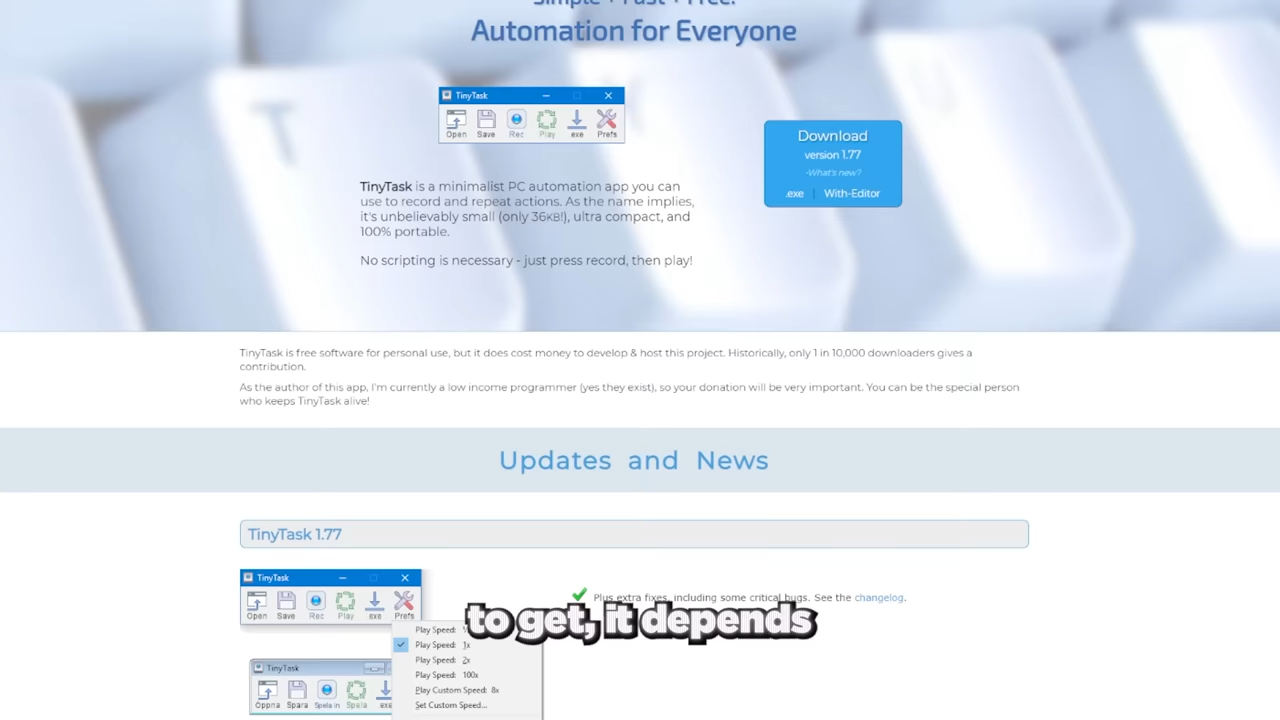 Simple + Fast + Free!
Automation for Everyone
TinyTask
Open Save Rec Play exe Prefs
Download
version 1.77
-What's new?
.exe | With-Editor
TinyTask is a minimalist PC automation app you can
use to record and repeat actions. As the name implies,
it's unbelievably small (only 36KB!), ultra compact, and
100% portable.
No scripting is necessary - just press record, then play!
TinyTask is free software for personal use, but it does cost money to develop & host this project. Historically, only 1 in 10,000 downloaders gives a
contribution.
As the author of this app, I'm currently a low income programmer (yes they exist), so your donation will be very important. You can be the special person
who keeps TinyTask alive!
Updates and News
TinyTask 1.77
TinyTask
Open Save Rec Play exe Prefs
Plus extra fixes, including some critical bugs. See the changelog.
to get, it depends
Play Speed:
Play Speed: 1x
Play Speed: 2x
Play Speed: 100x
Play Custom Speed: 8x
Set Custom Speed...
TinyTask
Öppna Spara Spela in Spela exe